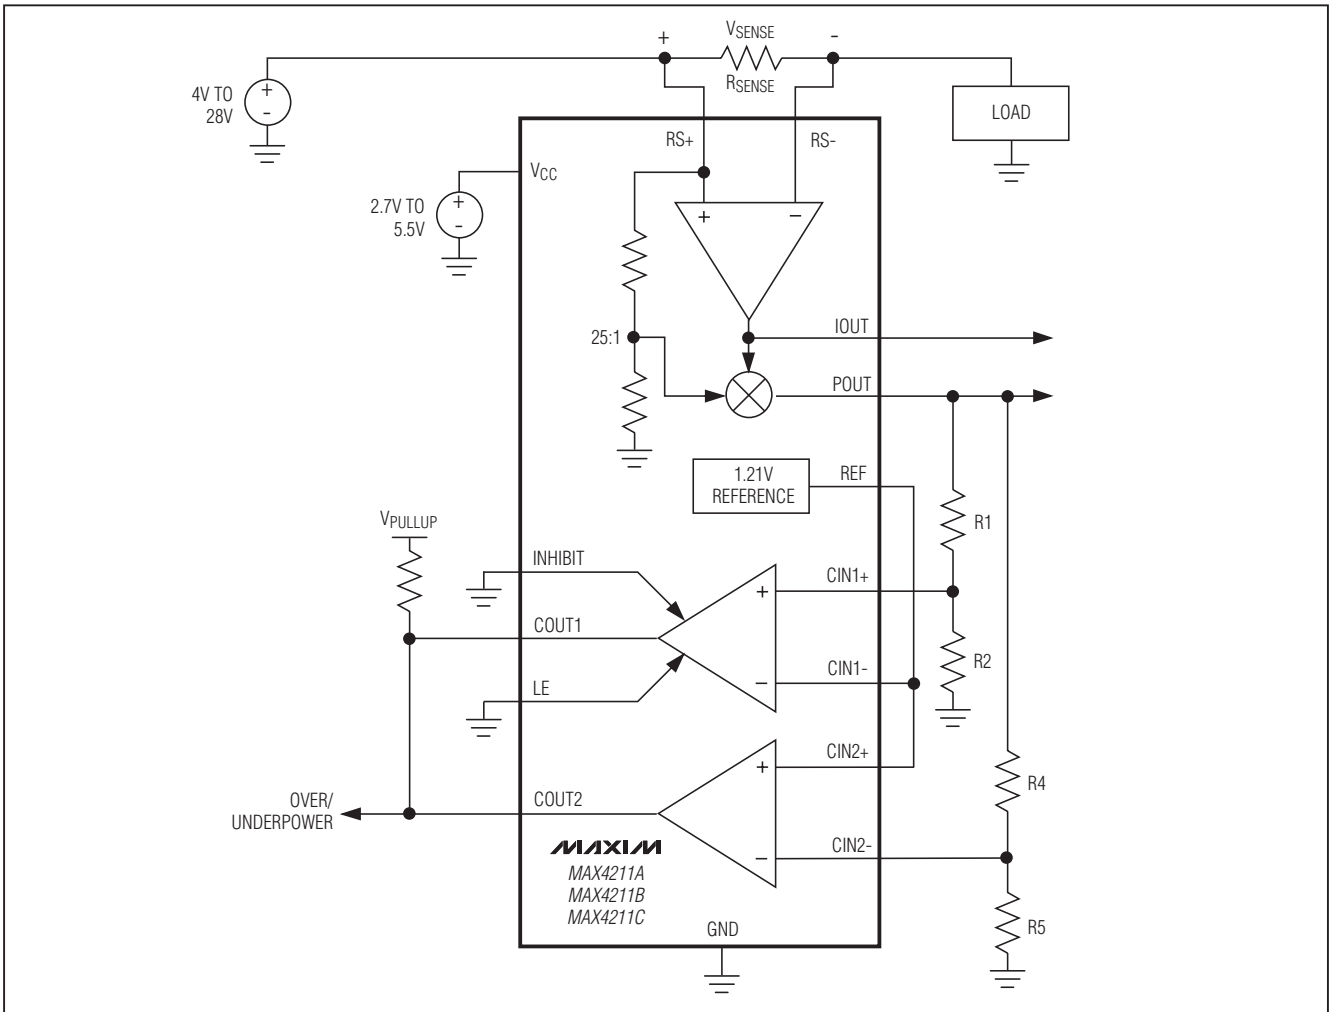 +
VSENSE
-
RSENSE
4V TO
28V
+
-
LOAD
RS+
RS-
VCC
2.7V TO
5.5V
+
-
+
−
25:1
IOUT
POUT
1.21V
REFERENCE
REF
R1
VPULLUP
INHIBIT
CIN1+
+
COUT1
R2
LE
CIN1-
−
CIN2+
+
R4
OVER/
UNDERPOWER
COUT2
CIN2-
−
MAXIM
MAX4211A
MAX4211B
MAX4211C
GND
R5